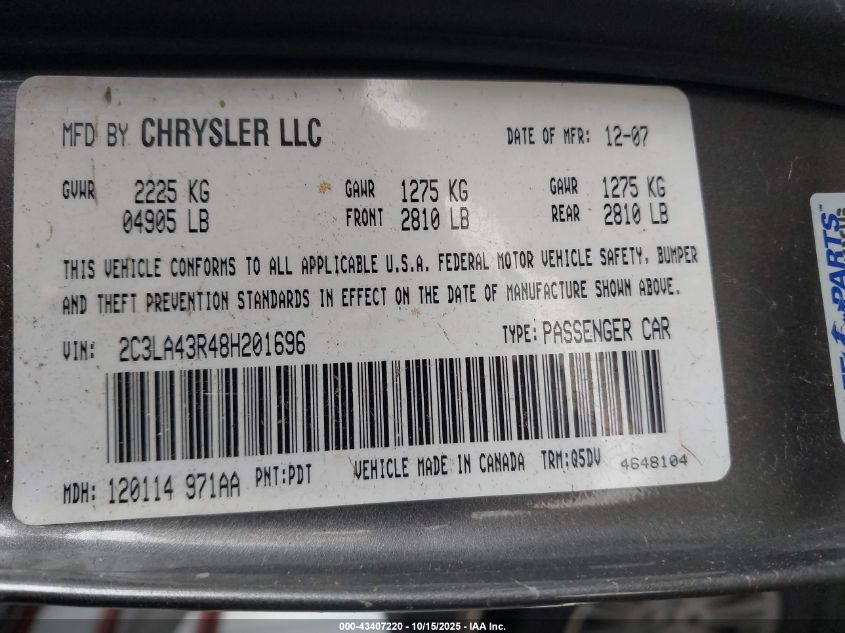 MFD BY CHRYSLER LLC
DATE OF MFR: 12-07
GVWR 2225 KG
04905 LB
GAWR 1275 KG
FRONT 2810 LB
GAWR 1275 KG
REAR 2810 LB
THIS VEHICLE CONFORMS TO ALL APPLICABLE U.S.A. FEDERAL MOTOR VEHICLE SAFETY, BUMPER
AND THEFT PREVENTION STANDARDS IN EFFECT ON THE DATE OF MANUFACTURE SHOWN ABOVE.
VIN: 2C3LA43R48H201696
TYPE: PASSENGER CAR
MDH: 120114 971AA PNT:PDT VEHICLE MADE IN CANADA TRM:Q5DV 4648104
PARTS
000-43407220 - 10/15/2025 - IAA Inc.